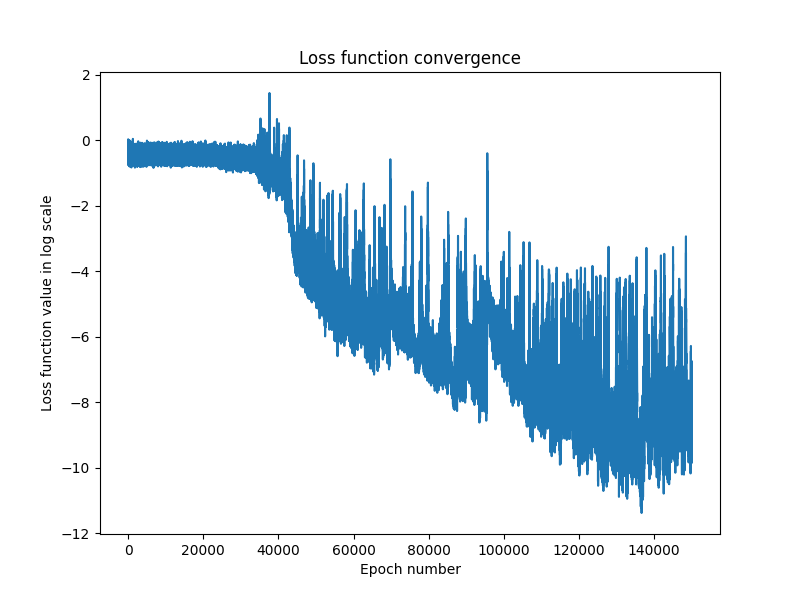 Loss function convergence
Loss function value in log scale
2
0
−2
−4
−6
−8
−10
−12
0 20000 40000 60000 80000 100000 120000 140000
Epoch number